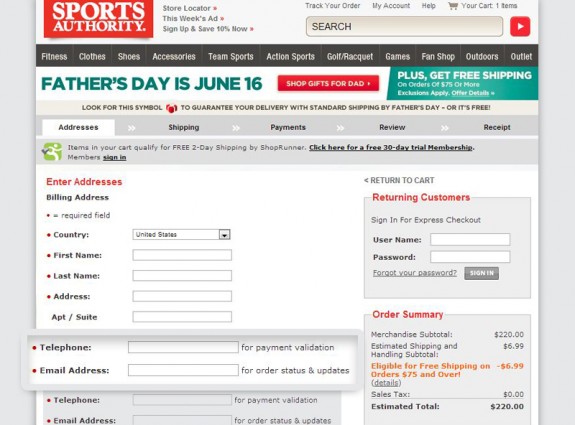 SPORTS
AUTHORITY.
Store Locator »
This Week's Ad »
Sign Up & Save 10% Now »
Track Your Order My Account Help Your Cart: 1 items
SEARCH
Fitness Clothes Shoes Accessories Team Sports Action Sports Golf/Racquet Games Fan Shop Outdoors Outlet
FATHER'S DAY IS JUNE 16
SHOP GIFTS FOR DAD ▸
PLUS, GET FREE SHIPPING
On Orders Of $75 Or More
Exclusions Apply. Offer Details »
LOOK FOR THIS SYMBOL TO GUARANTEE YOUR DELIVERY WITH STANDARD SHIPPING BY FATHER'S DAY - OR IT'S FREE!
Addresses » Shipping » Payments » Review » Receipt
Items in your cart qualify for FREE 2-Day Shipping by ShopRunner. Click here for a free 30-day trial Membership.
Members sign in
Enter Addresses
Billing Address
• = required field
• Country: United States
• First Name:
• Last Name:
• Address:
Apt / Suite
• Telephone: for payment validation
• Email Address: for order status & updates
• Telephone: for payment validation
• Email Address: for order status & updates
< RETURN TO CART
Returning Customers
Sign In For Express Checkout
User Name:
Password:
Forgot your password? SIGN IN
Order Summary
Merchandise Subtotal: $220.00
Estimated Shipping and $6.99
Handling Subtotal:
Eligible for Free Shipping on -$6.99
Orders $75 and Over!
(details)
Sales Tax: $0.00
Estimated Total: $220.00